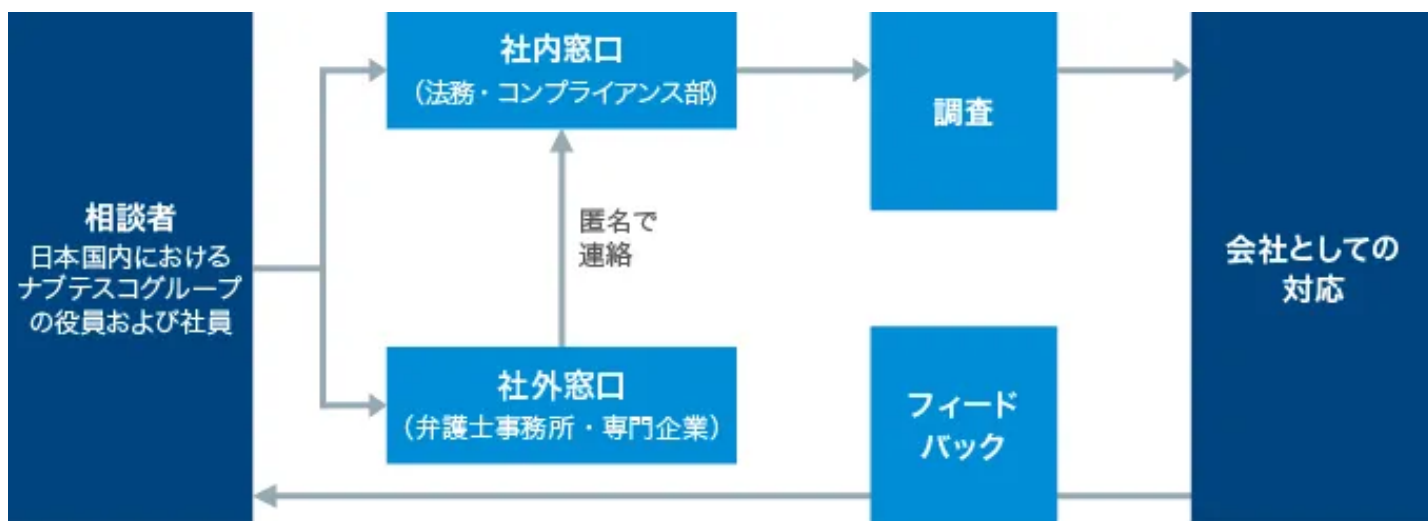 相談者
日本国内における
ナブテスコグループ
の役員および社員
社内窓口
（法務・コンプライアンス部）
匿名で
連絡
社外窓口
（弁護士事務所・専門企業）
調査
フィード
バック
会社としての
対応